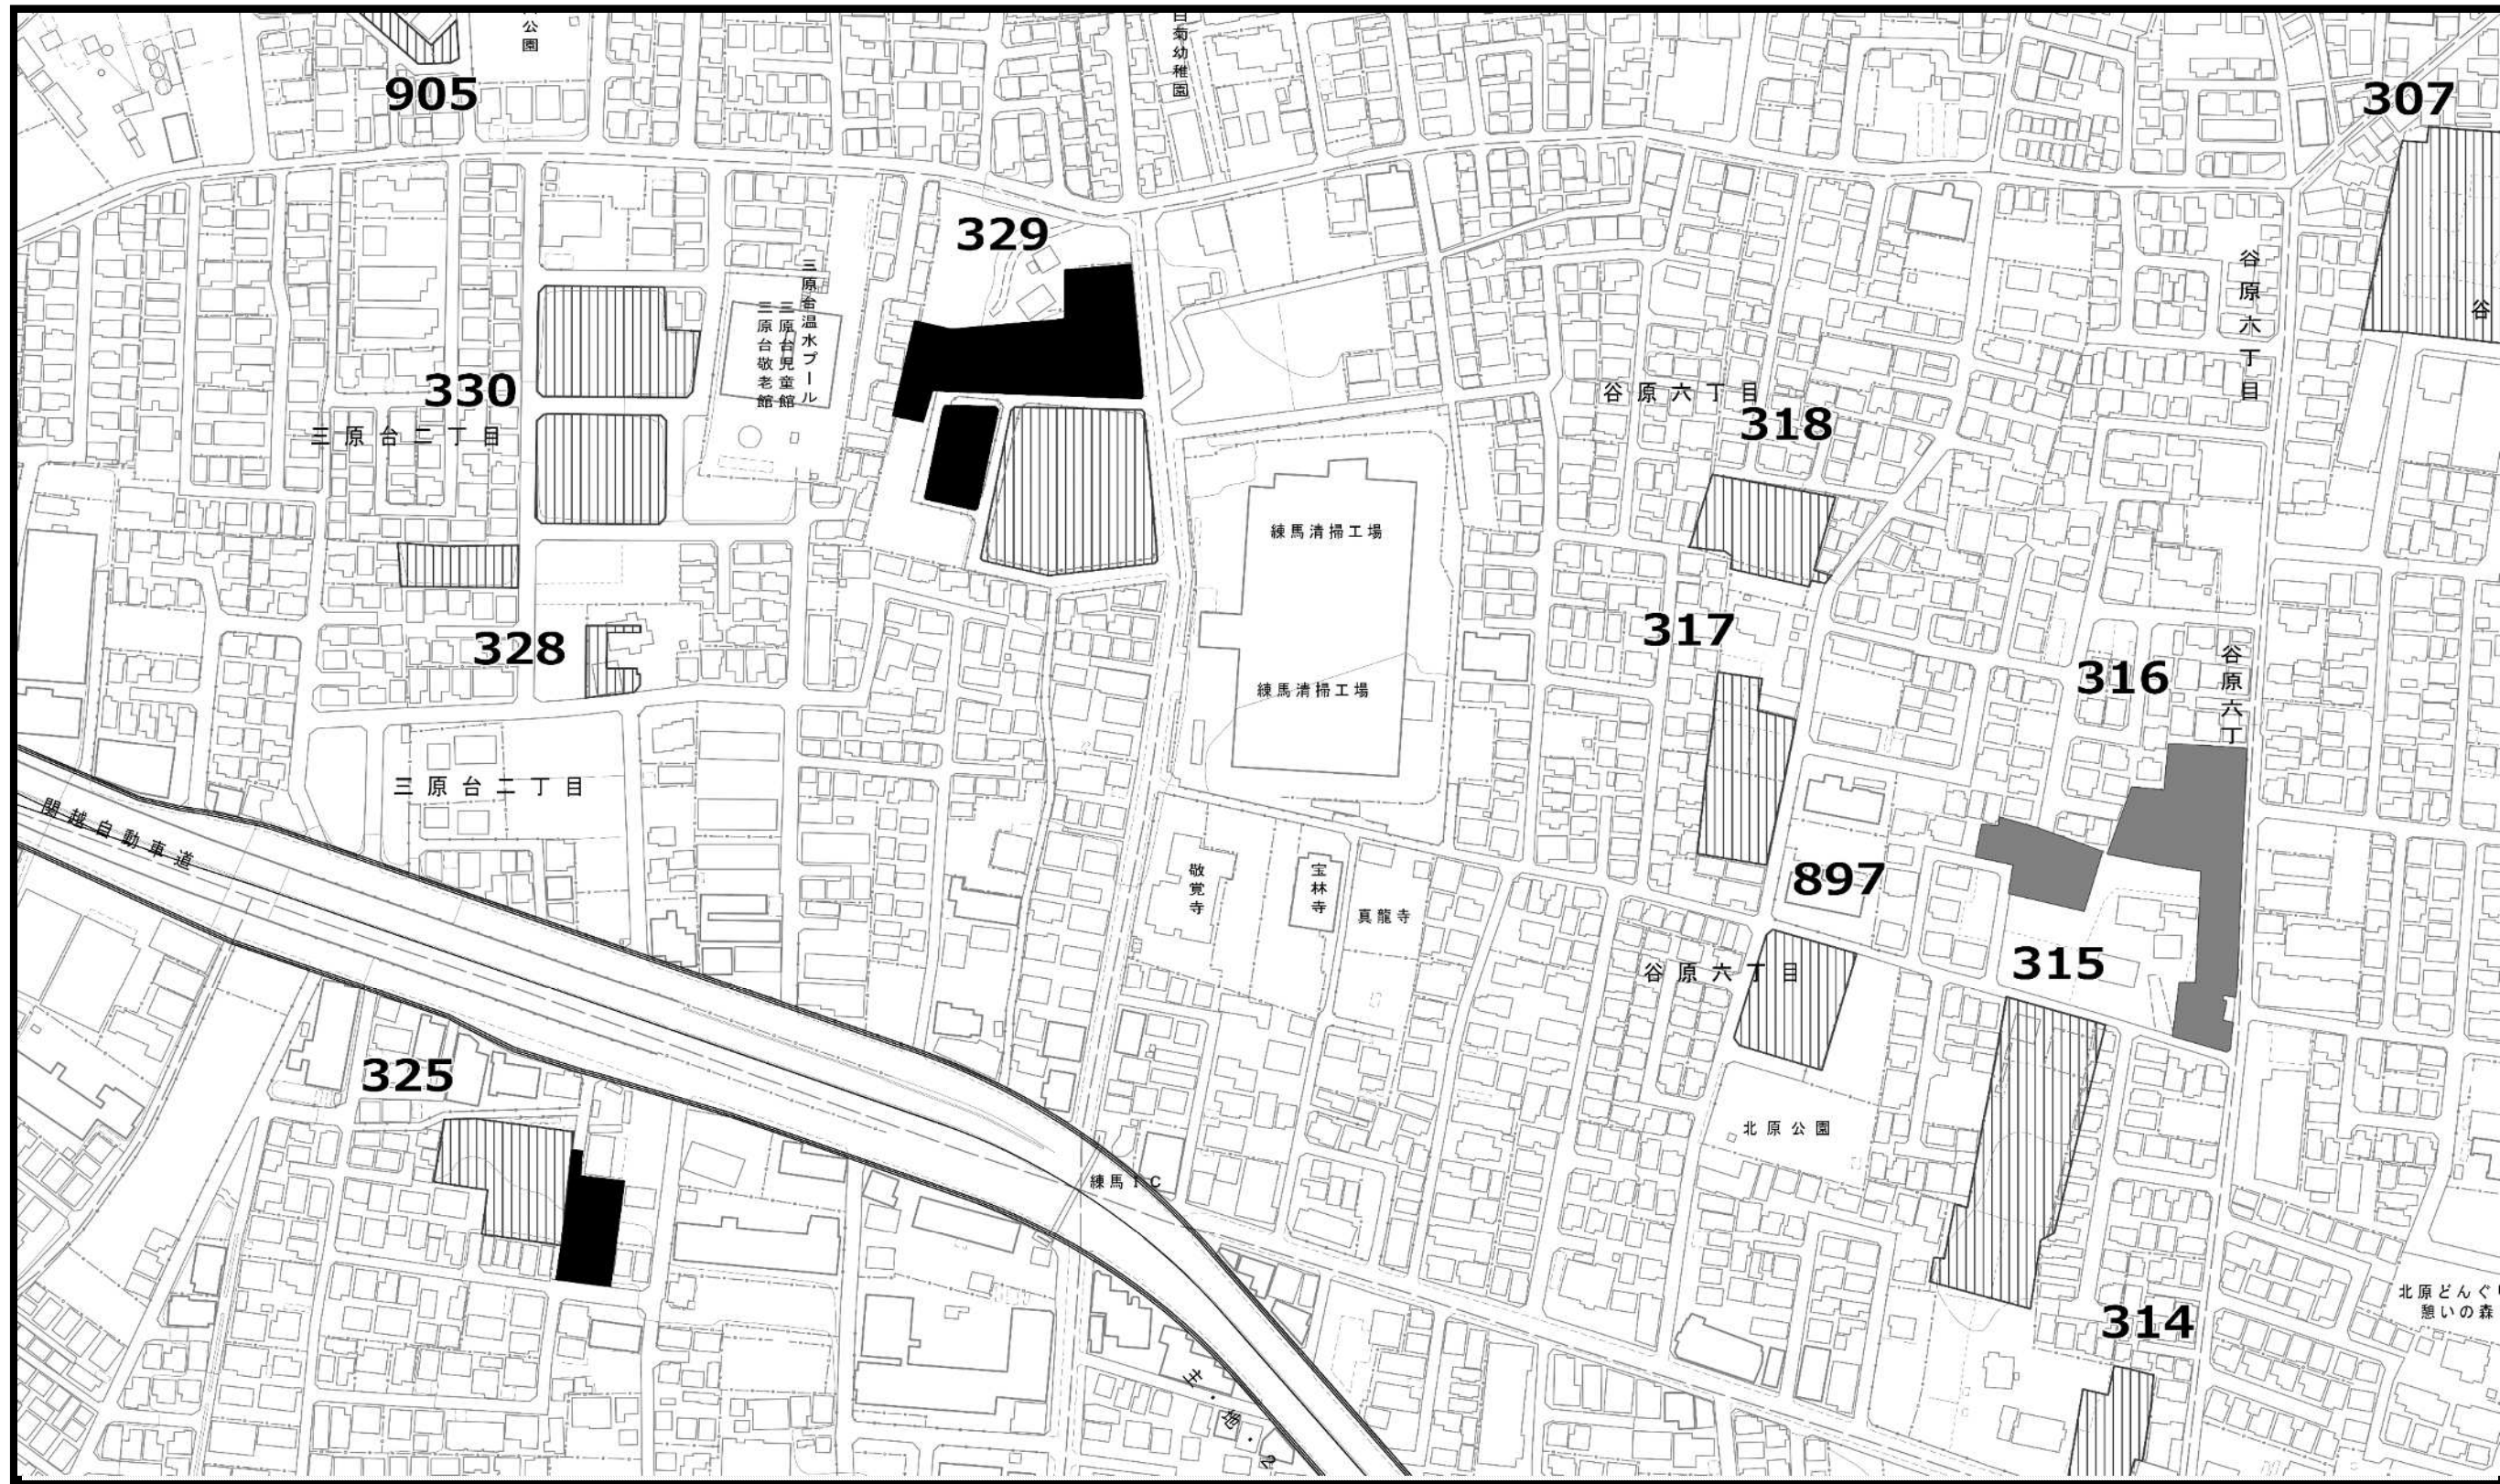 公園
905
白菊幼稚園
307
329
谷原六丁目
谷
三原台温水プール
三原台児童館
三原台敬老館
330
三原台二丁目
谷原六丁目
318
練馬清掃工場
317
328
316
谷原六丁
練馬清掃工場
三原台二丁目
関越自動車道
敬覚寺
宝林寺
真龍寺
897
谷原六丁目
315
325
北原公園
練馬IC
北原どんぐり
憩いの森
314